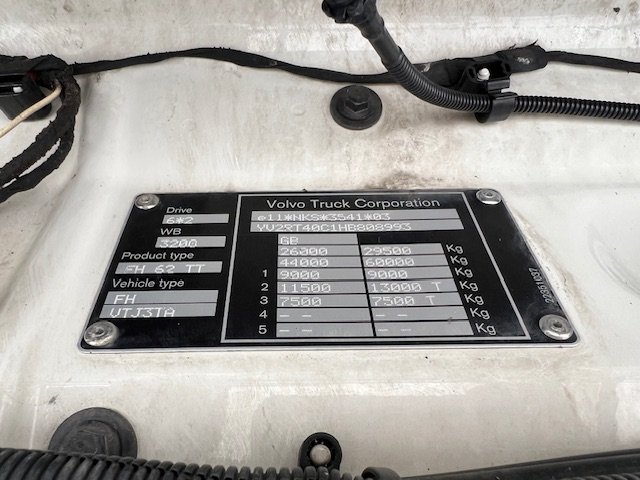 Volvo Truck Corporation
Drive
6*2
WB
3200
Product type
FH 62 TT
Vehicle type
FH
VTJ3TA
e11*NKS*3541*03
YV2RT40C1HB808993
GB
26000 29500 Kg
44000 60000 Kg
1 9000 9000 Kg
2 11500 13000 T Kg
3 7500 7500 T Kg
4 -- -- Kg
5 -- -- Kg